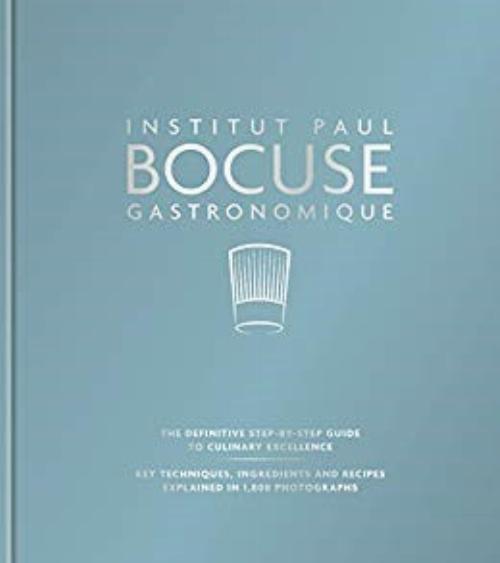 INSTITUT PAUL
BOCUSE
GASTRONOMIQUE
THE DEFINITIVE STEP-BY-STEP GUIDE
TO CULINARY EXCELLENCE
KEY TECHNIQUES, INGREDIENTS AND RECIPES
EXPLAINED IN 1,800 PHOTOGRAPHS